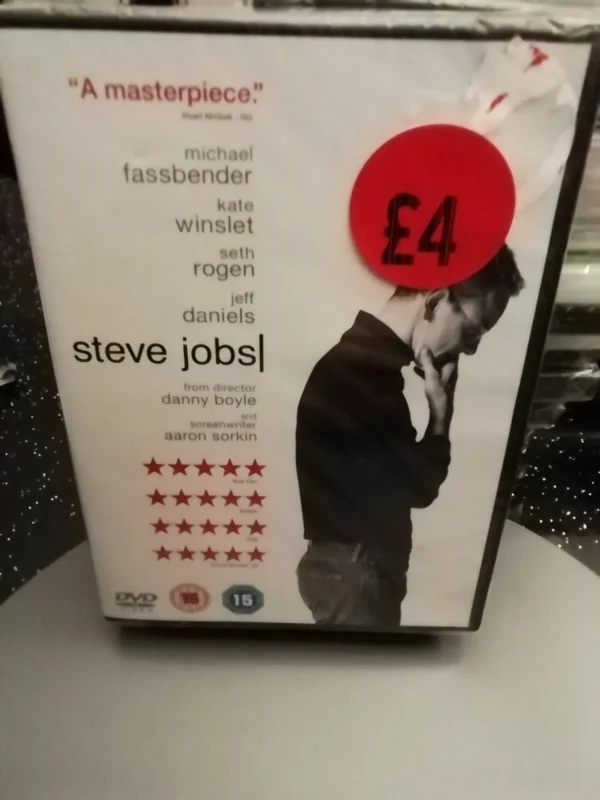 "A masterpiece."
michael
fassbender
kate
winslet
seth
rogen
jeff
daniels
£4
steve jobs|
from director
danny boyle
and
screenwriter
aaron sorkin
DVD
VIDEO
15
15